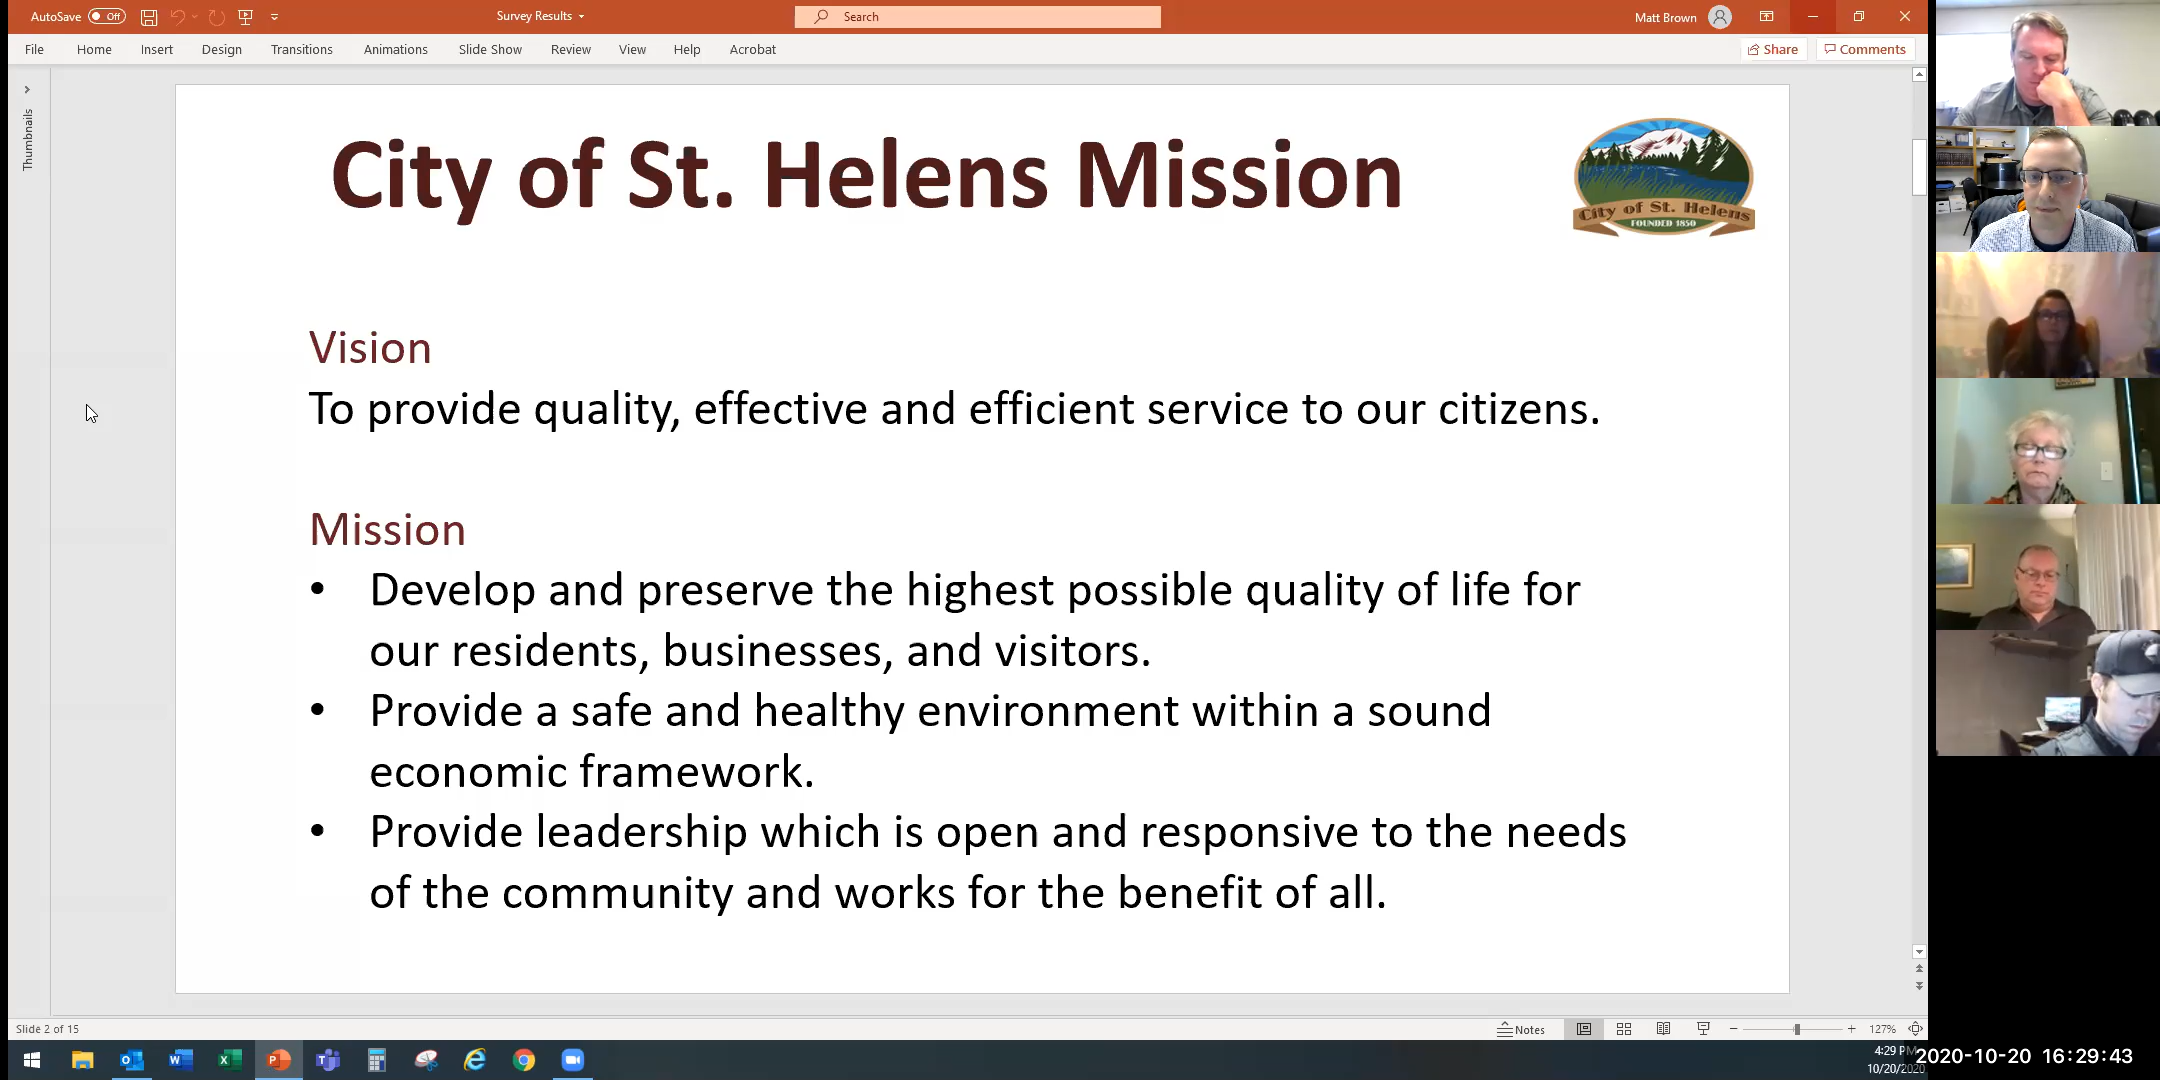 AutoSave Off
Survey Results
Search
Matt Brown
File Home Insert Design Transitions Animations Slide Show Review View Help Acrobat
Share Comments
Thumbnails
City of St. Helens Mission
City of St. Helens
FOUNDED 1850
Vision
To provide quality, effective and efficient service to our citizens.
Mission
• Develop and preserve the highest possible quality of life for
our residents, businesses, and visitors.
• Provide a safe and healthy environment within a sound
economic framework.
• Provide leadership which is open and responsive to the needs
of the community and works for the benefit of all.
Slide 2 of 15
Notes
127%
4:29 PM
10/20/2020
2020-10-20 16:29:43